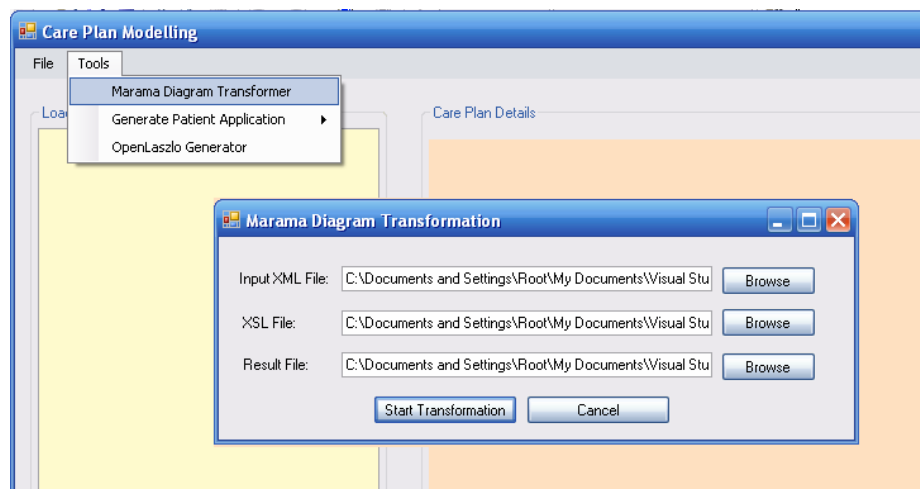 Care Plan Modelling
File Tools
Marama Diagram Transformer
Generate Patient Application
OpenLaszlo Generator
Care Plan Details
Marama Diagram Transformation
Input XML File: C:\Documents and Settings\Root\My Documents\Visual Stu Browse
XSL File: C:\Documents and Settings\Root\My Documents\Visual Stu Browse
Result File: C:\Documents and Settings\Root\My Documents\Visual Stu Browse
Start Transformation Cancel